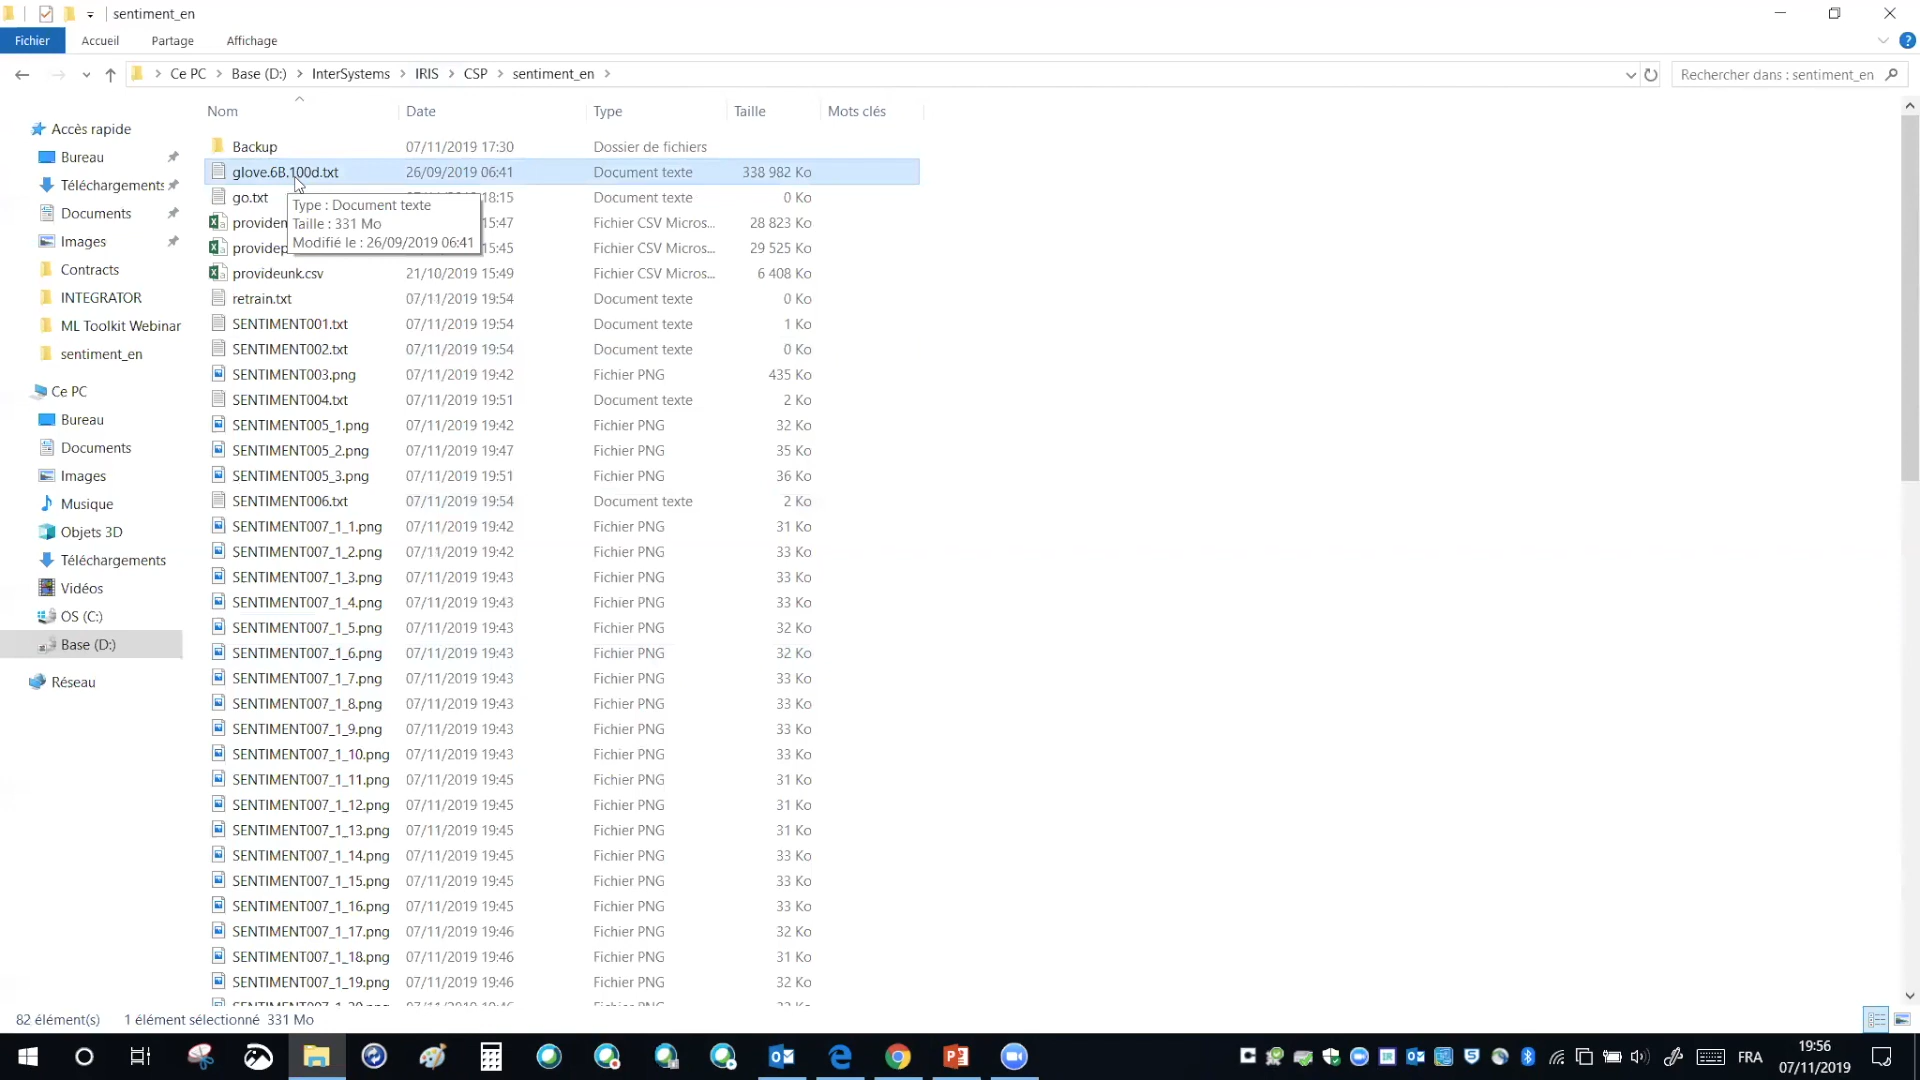 sentiment_en
Fichier Accueil Partage Affichage
Ce PC Base (D:) InterSystems IRIS CSP sentiment_en
Rechercher dans : sentiment_en
Accès rapide
Bureau
Téléchargements
Documents
Images
Contracts
INTEGRATOR
ML Toolkit Webinar
sentiment_en
Ce PC
Bureau
Documents
Images
Musique
Objets 3D
Téléchargements
Vidéos
OS (C:)
Base (D:)
Réseau
Nom Date Type Taille Mots clés
Backup 07/11/2019 17:30 Dossier de fichiers
glove.6B.100d.txt 26/09/2019 06:41 Document texte 338 982 Ko
go.txt 18:15 Document texte 0 Ko
15:47 Fichier CSV Micros... 28 823 Ko
15:45 Fichier CSV Micros... 29 525 Ko
Type : Document texte
Taille : 331 Mo
Modifié le : 26/09/2019 06:41
provideunk.csv 21/10/2019 15:49 Fichier CSV Micros... 6 408 Ko
retrain.txt 07/11/2019 19:54 Document texte 0 Ko
SENTIMENT001.txt 07/11/2019 19:54 Document texte 1 Ko
SENTIMENT002.txt 07/11/2019 19:54 Document texte 0 Ko
SENTIMENT003.png 07/11/2019 19:42 Fichier PNG 435 Ko
SENTIMENT004.txt 07/11/2019 19:51 Document texte 2 Ko
SENTIMENT005_1.png 07/11/2019 19:42 Fichier PNG 32 Ko
SENTIMENT005_2.png 07/11/2019 19:47 Fichier PNG 35 Ko
SENTIMENT005_3.png 07/11/2019 19:51 Fichier PNG 36 Ko
SENTIMENT006.txt 07/11/2019 19:54 Document texte 2 Ko
SENTIMENT007_1_1.png 07/11/2019 19:42 Fichier PNG 31 Ko
SENTIMENT007_1_2.png 07/11/2019 19:42 Fichier PNG 33 Ko
SENTIMENT007_1_3.png 07/11/2019 19:43 Fichier PNG 33 Ko
SENTIMENT007_1_4.png 07/11/2019 19:43 Fichier PNG 33 Ko
SENTIMENT007_1_5.png 07/11/2019 19:43 Fichier PNG 32 Ko
SENTIMENT007_1_6.png 07/11/2019 19:43 Fichier PNG 32 Ko
SENTIMENT007_1_7.png 07/11/2019 19:43 Fichier PNG 33 Ko
SENTIMENT007_1_8.png 07/11/2019 19:43 Fichier PNG 33 Ko
SENTIMENT007_1_9.png 07/11/2019 19:43 Fichier PNG 33 Ko
SENTIMENT007_1_10.png 07/11/2019 19:43 Fichier PNG 33 Ko
SENTIMENT007_1_11.png 07/11/2019 19:45 Fichier PNG 31 Ko
SENTIMENT007_1_12.png 07/11/2019 19:45 Fichier PNG 31 Ko
SENTIMENT007_1_13.png 07/11/2019 19:45 Fichier PNG 31 Ko
SENTIMENT007_1_14.png 07/11/2019 19:45 Fichier PNG 33 Ko
SENTIMENT007_1_15.png 07/11/2019 19:45 Fichier PNG 33 Ko
SENTIMENT007_1_16.png 07/11/2019 19:45 Fichier PNG 33 Ko
SENTIMENT007_1_17.png 07/11/2019 19:46 Fichier PNG 32 Ko
SENTIMENT007_1_18.png 07/11/2019 19:46 Fichier PNG 31 Ko
SENTIMENT007_1_19.png 07/11/2019 19:46 Fichier PNG 32 Ko
82 élément(s) 1 élément sélectionné 331 Mo
FRA
19:56
07/11/2019